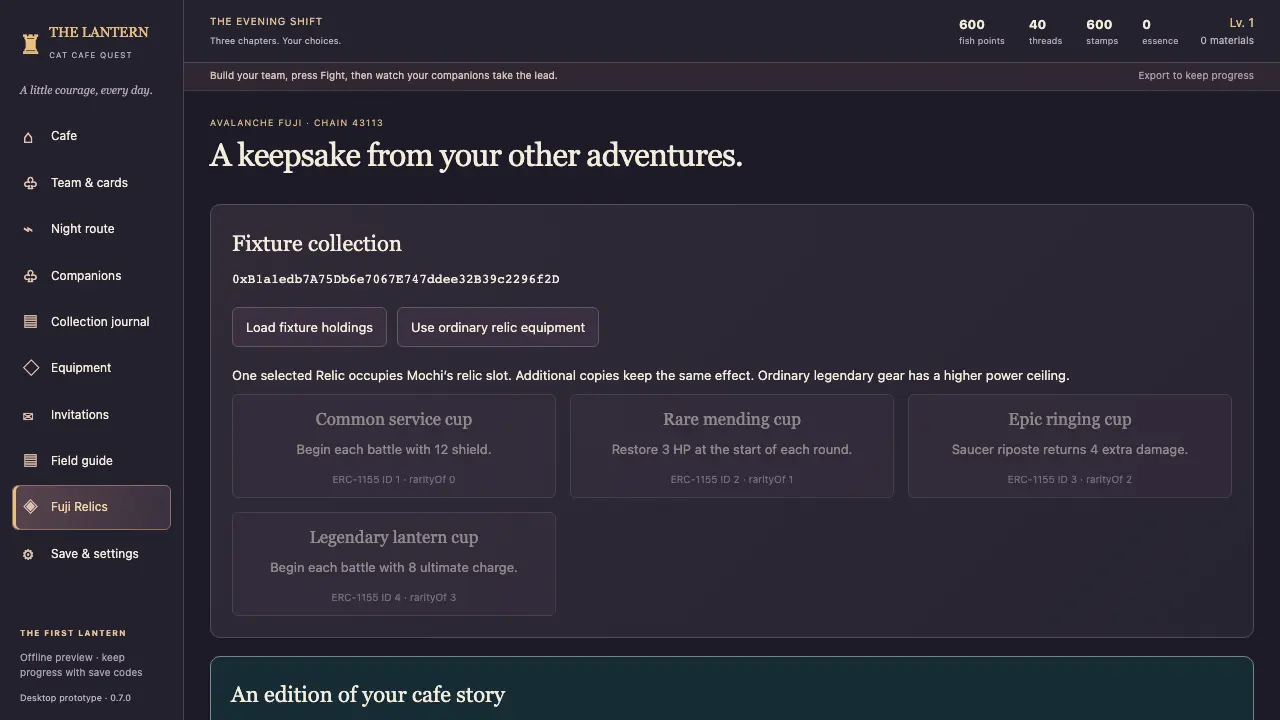 THE LANTERN
CAT CAFE QUEST
A little courage, every day.
Cafe
Team & cards
Night route
Companions
Collection journal
Equipment
Invitations
Field guide
Fuji Relics
Save & settings
THE FIRST LANTERN
Offline preview · keep
progress with save codes
Desktop prototype · 0.7.0
THE EVENING SHIFT
Three chapters. Your choices.
600
fish points
40
threads
600
stamps
0
essence
Lv. 1
0 materials
Build your team, press Fight, then watch your companions take the lead.
Export to keep progress
AVALANCHE FUJI · CHAIN 43113
A keepsake from your other adventures.
Fixture collection
0xB1a1edb7A75Db6e7067E747ddee32B39c2296f2D
Load fixture holdings
Use ordinary relic equipment
One selected Relic occupies Mochi's relic slot. Additional copies keep the same effect. Ordinary legendary gear has a higher power ceiling.
Common service cup
Begin each battle with 12 shield.
ERC-1155 ID 1 · rarityOf 0
Rare mending cup
Restore 3 HP at the start of each round.
ERC-1155 ID 2 · rarityOf 1
Epic ringing cup
Saucer riposte returns 4 extra damage.
ERC-1155 ID 3 · rarityOf 2
Legendary lantern cup
Begin each battle with 8 ultimate charge.
ERC-1155 ID 4 · rarityOf 3
An edition of your cafe story